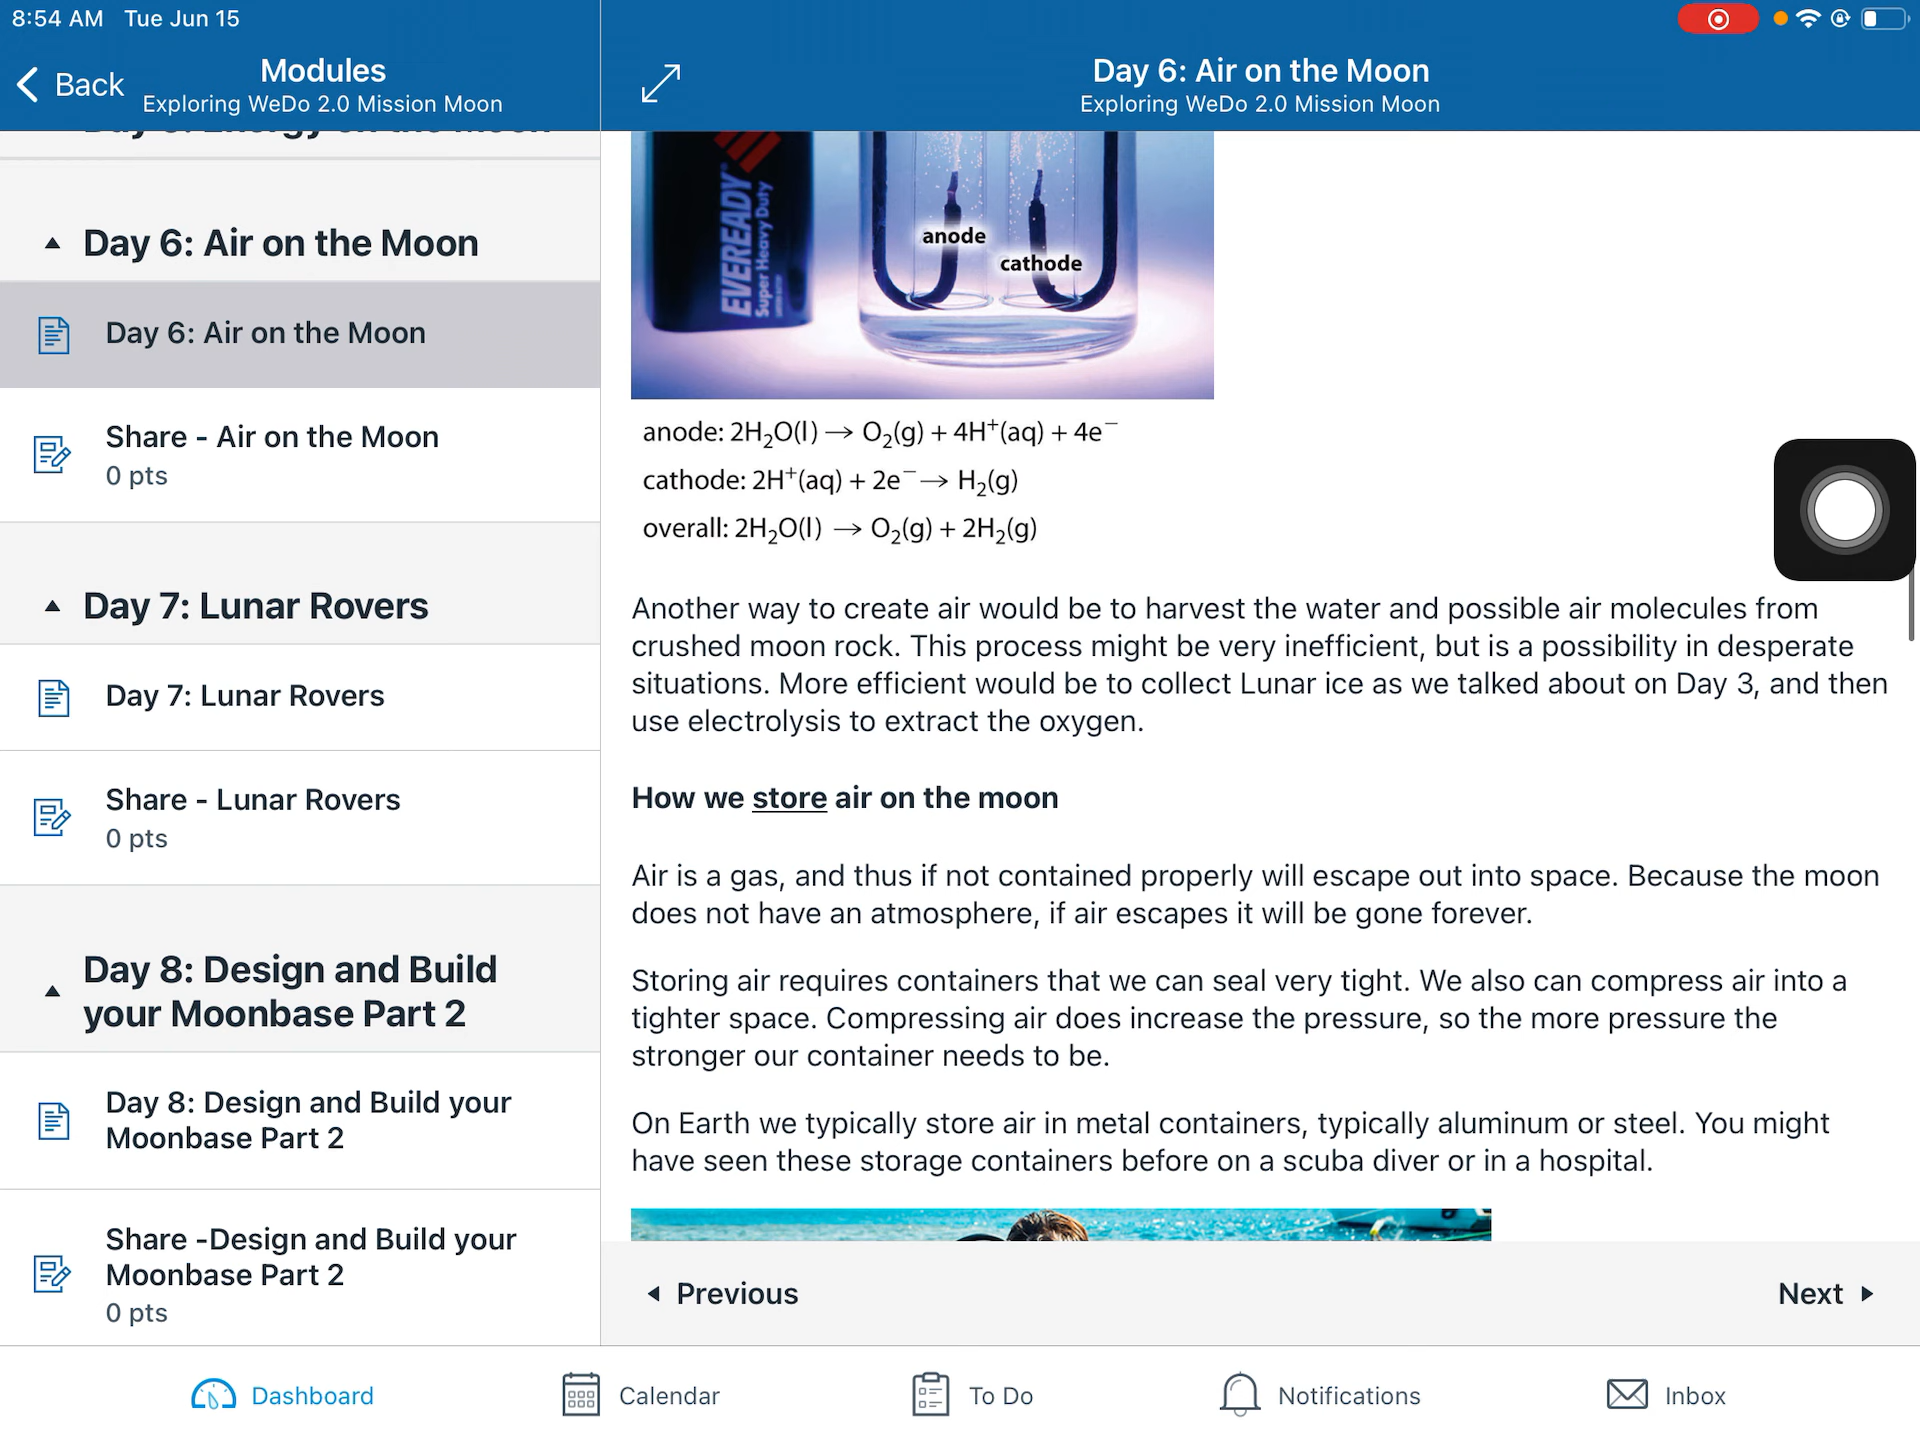 8:54 AM Tue Jun 15
Back
Modules
Exploring WeDo 2.0 Mission Moon
Day 6: Air on the Moon
Day 6: Air on the Moon
Share - Air on the Moon
0 pts
Day 7: Lunar Rovers
Day 7: Lunar Rovers
Share - Lunar Rovers
0 pts
Day 8: Design and Build
your Moonbase Part 2
Day 8: Design and Build your
Moonbase Part 2
Share -Design and Build your
Moonbase Part 2
0 pts
Day 6: Air on the Moon
Exploring WeDo 2.0 Mission Moon
EVEREADY
Super Heavy Duty
anode
cathode
anode: 2H₂O(l) → O₂(g) + 4H⁺(aq) + 4e⁻
cathode: 2H⁺(aq) + 2e⁻ → H₂(g)
overall: 2H₂O(l) → O₂(g) + 2H₂(g)
Another way to create air would be to harvest the water and possible air molecules from
crushed moon rock. This process might be very inefficient, but is a possibility in desperate
situations. More efficient would be to collect Lunar ice as we talked about on Day 3, and then
use electrolysis to extract the oxygen.
How we store air on the moon
Air is a gas, and thus if not contained properly will escape out into space. Because the moon
does not have an atmosphere, if air escapes it will be gone forever.
Storing air requires containers that we can seal very tight. We also can compress air into a
tighter space. Compressing air does increase the pressure, so the more pressure the
stronger our container needs to be.
On Earth we typically store air in metal containers, typically aluminum or steel. You might
have seen these storage containers before on a scuba diver or in a hospital.
Previous
Next
Dashboard
Calendar
To Do
Notifications
Inbox